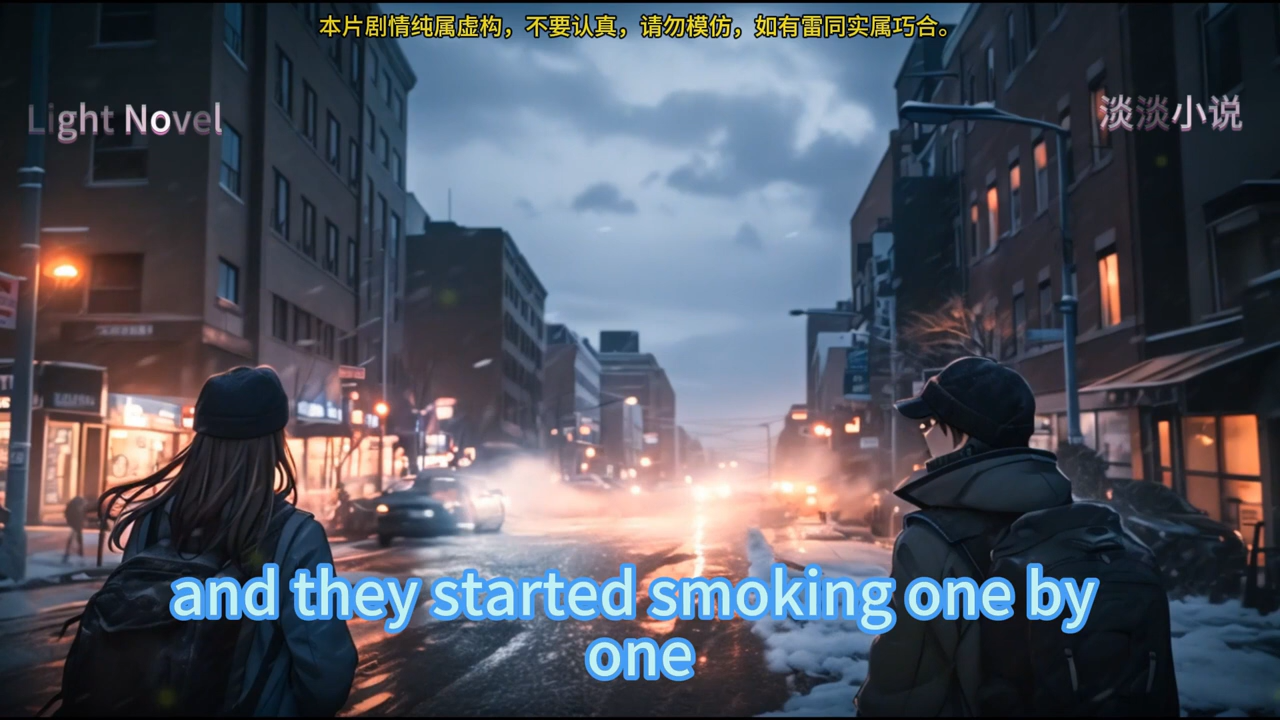 本片剧情纯属虚构，不要认真，请勿模仿，如有雷同实属巧合。
Light Novel
淡淡小说
and they started smoking one by
one